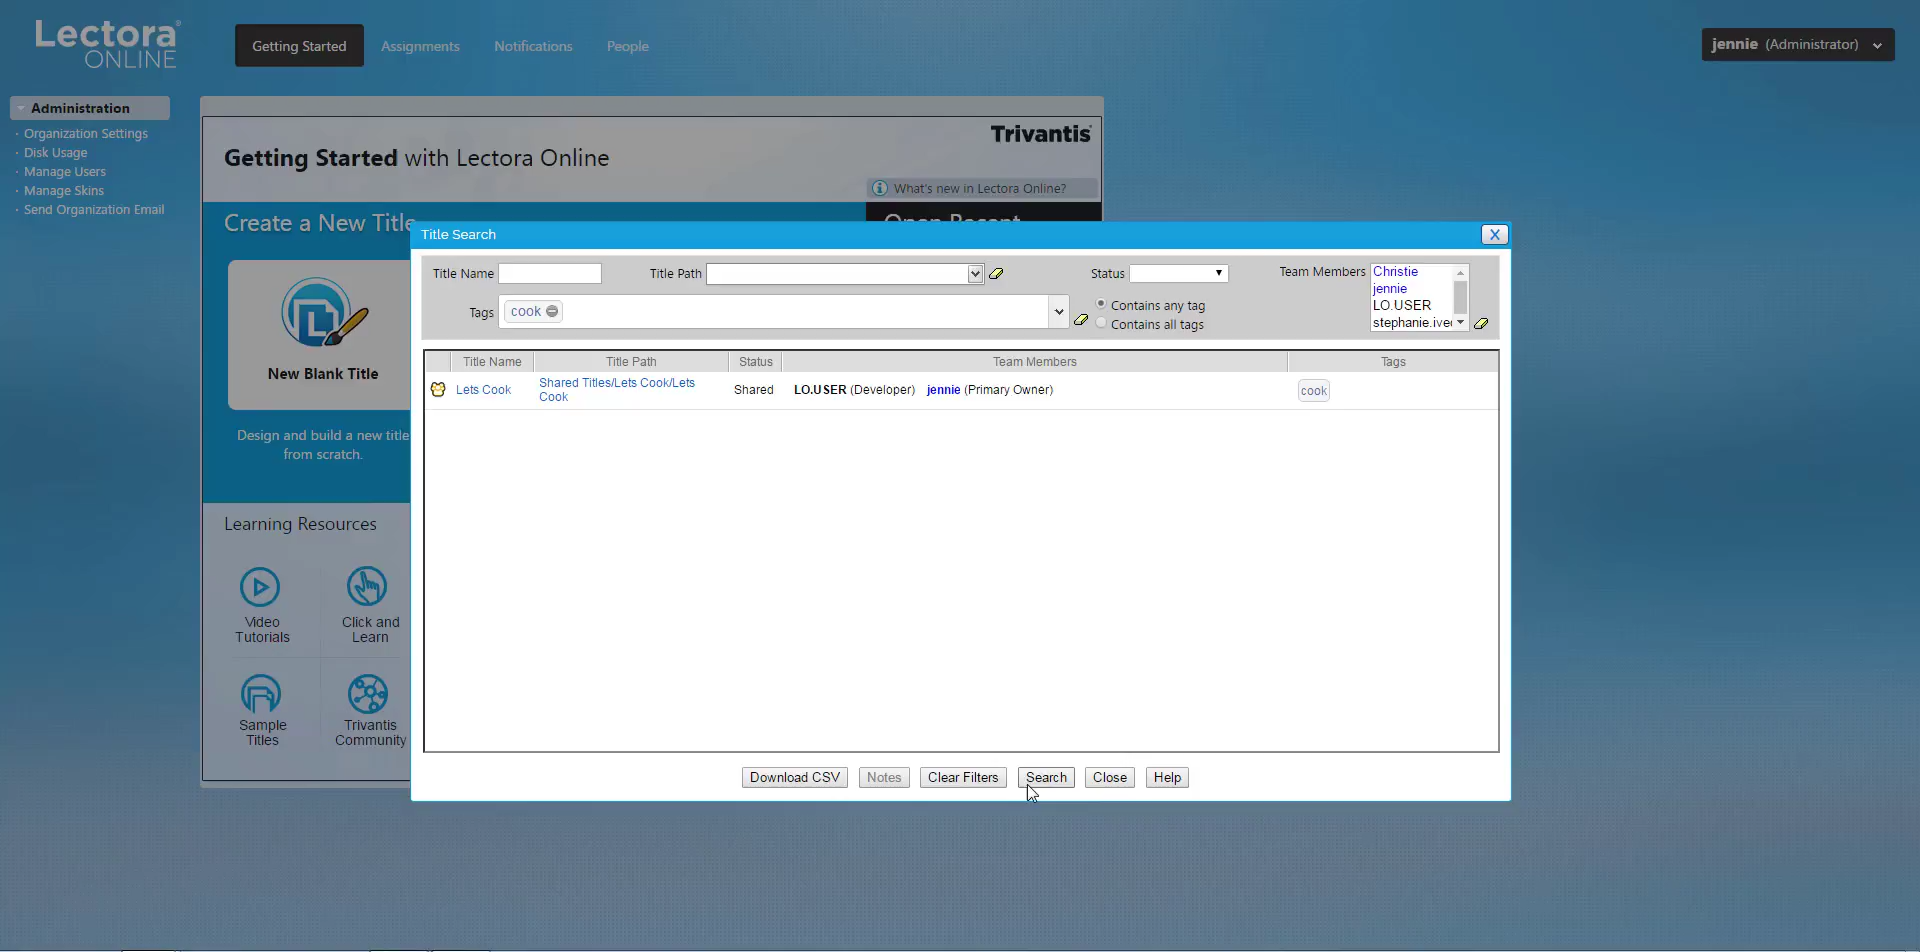 Lectora®
ONLINE
Getting Started
Assignments
Notifications
People
jennie (Administrator)
Administration
Organization Settings
Disk Usage
Manage Users
Manage Skins
Send Organization Email
Trivantis
Getting Started with Lectora Online
What's new in Lectora Online?
Create a New Title
Open Recent
New Blank Title
Design and build a new title
from scratch.
Learning Resources
Video
Tutorials
Click and
Learn
Sample
Titles
Trivantis
Community
Title Search
X
Title Name
Title Path
Status
Team Members
Christie
jennie
LO.USER
stephanie.ive
Tags
cook
Contains any tag
Contains all tags
Title Name Title Path Status Team Members Tags
Lets Cook
Shared Titles/Lets Cook/Lets
Cook
Shared
LO.USER (Developer) jennie (Primary Owner)
cook
Download CSV
Notes
Clear Filters
Search
Close
Help